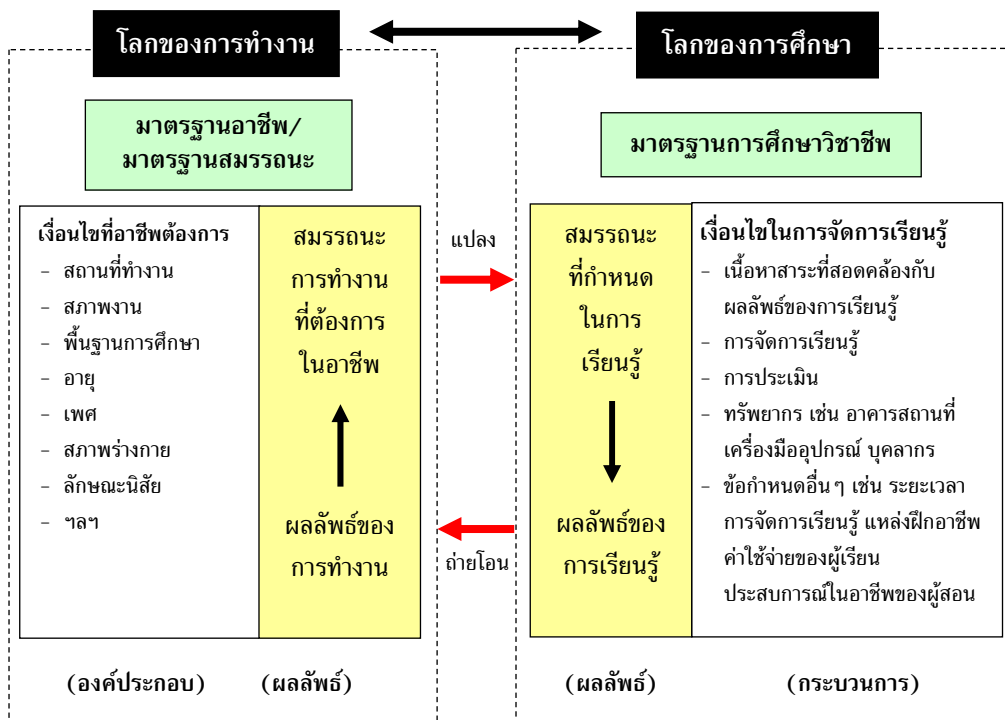 โลกของการทำงาน
โลกของการศึกษา
มาตรฐานอาชีพ/
มาตรฐานสมรรถนะ
มาตรฐานการศึกษาวิชาชีพ
เงื่อนไขที่อาชีพต้องการ
- สถานที่ทำงาน
- สภาพงาน
- พื้นฐานการศึกษา
- อายุ
- เพศ
- สภาพร่างกาย
- ลักษณะนิสัย
- ฯลฯ
สมรรถนะ
การทำงาน
ที่ต้องการ
ในอาชีพ
ผลลัพธ์ของ
การทำงาน
แปลง
ถ่ายโอน
สมรรถนะ
ที่กำหนด
ในการ
เรียนรู้
ผลลัพธ์ของ
การเรียนรู้
เงื่อนไขในการจัดการเรียนรู้
- เนื้อหาสาระที่สอดคล้องกับ
ผลลัพธ์ของการเรียนรู้
- การจัดการเรียนรู้
- การประเมิน
- ทรัพยากร เช่น อาคารสถานที่
เครื่องมืออุปกรณ์ บุคลากร
- ข้อกำหนดอื่นๆ เช่น ระยะเวลา
การจัดการเรียนรู้ แหล่งฝึกอาชีพ
ค่าใช้จ่ายของผู้เรียน
ประสบการณ์ในอาชีพของผู้สอน
(องค์ประกอบ)
(ผลลัพธ์)
(ผลลัพธ์)
(กระบวนการ)